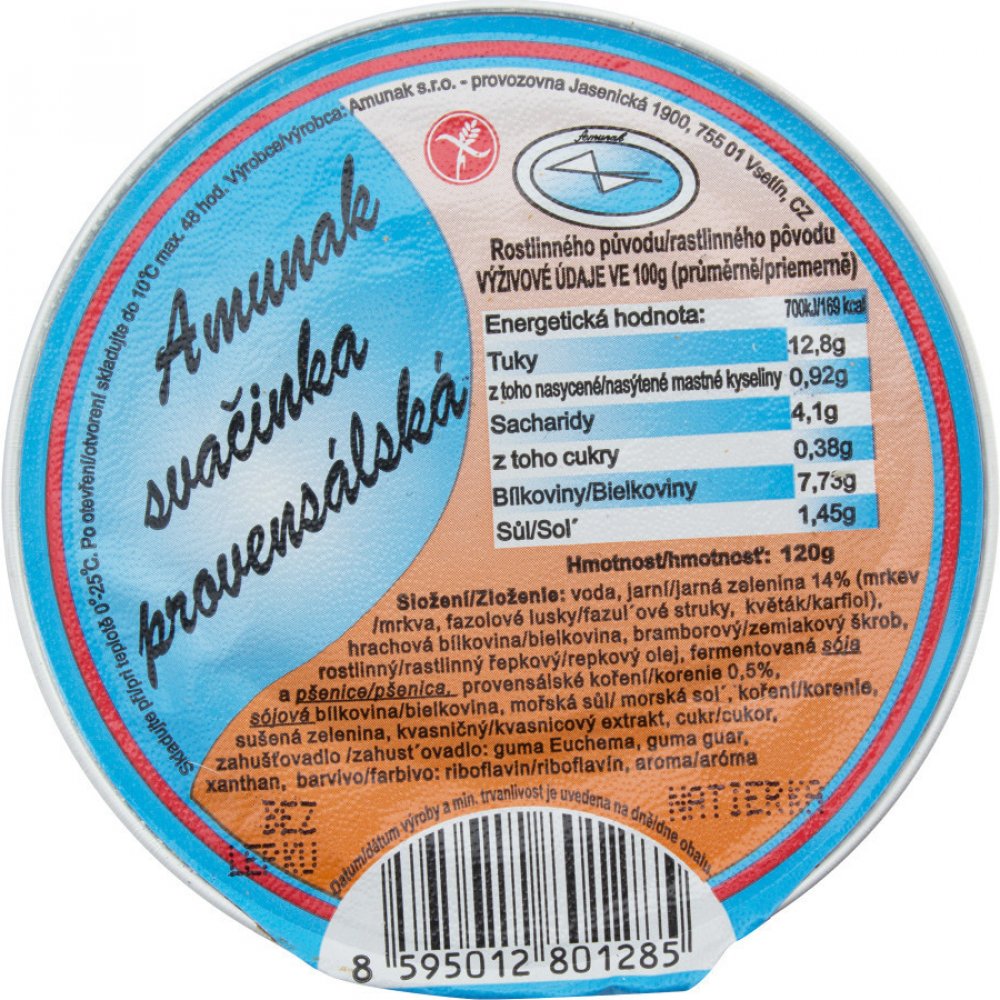 Skladujte při/pri teplotě 0°-25°C. Po otevření/otvorení skladujte do 10°C max. 48 hod. Výrobce/výrobca: Amunak s.r.o. - provozovna Jasenická 1900, 755 01 Vsetín, CZ
Amunak
svačinka
provensálská
Amunak
Rostlinného původu/rastlinného pôvodu
VÝŽIVOVÉ ÚDAJE VE 100g (průměrně/priemerně)
Energetická hodnota: 700kJ/169 kcal
Tuky 12,8g
z toho nasycené/nasýtené mastné kyseliny 0,92g
Sacharidy 4,1g
z toho cukry 0,38g
Bílkoviny/Bielkoviny 7,73g
Sůl/Sol´ 1,45g
Hmotnost/hmotnosť: 120g
Složení/Zloženie: voda, jarní/jarná zelenina 14% (mrkev
/mrkva, fazolové lusky/fazul´ové struky, květák/karfiol),
hrachová bílkovina/bielkovina, bramborový/zemiakový škrob,
rostlinný/rastlinný řepkový/repkový olej, fermentovaná sója
a pšenice/pšenica, provensálské koření/korenie 0,5%,
sójová bílkovina/bielkovina, mořská sůl/ morská sol´, koření/korenie,
sušená zelenina, kvasničný/kvasnicový extrakt, cukr/cukor,
zahušťovadlo /zahust´ovadlo: guma Euchema, guma guar,
xanthan, barvivo/farbivo: riboflavin/riboflavín, aroma/aróma
BEZ
LEPKU
NATIERKA
Datum/dátum výroby a min. trvanlivost je uvedena na dně/dne obalu.
8 595012 801285